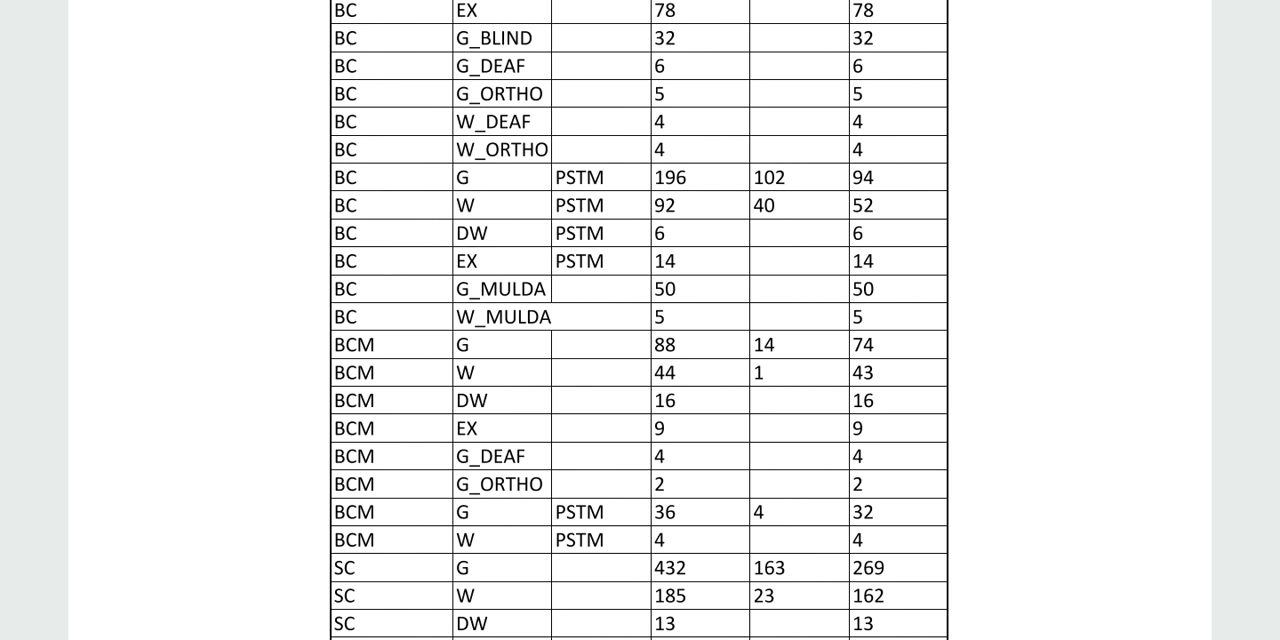 BC EX 78 78
BC G_BLIND 32 32
BC G_DEAF 6 6
BC G_ORTHO 5 5
BC W_DEAF 4 4
BC W_ORTHO 4 4
BC G PSTM 196 102 94
BC W PSTM 92 40 52
BC DW PSTM 6 6
BC EX PSTM 14 14
BC G_MULDA 50 50
BC W_MULDA 5 5
BCM G 88 14 74
BCM W 44 1 43
BCM DW 16 16
BCM EX 9 9
BCM G_DEAF 4 4
BCM G_ORTHO 2 2
BCM G PSTM 36 4 32
BCM W PSTM 4 4
SC G 432 163 269
SC W 185 23 162
SC DW 13 13